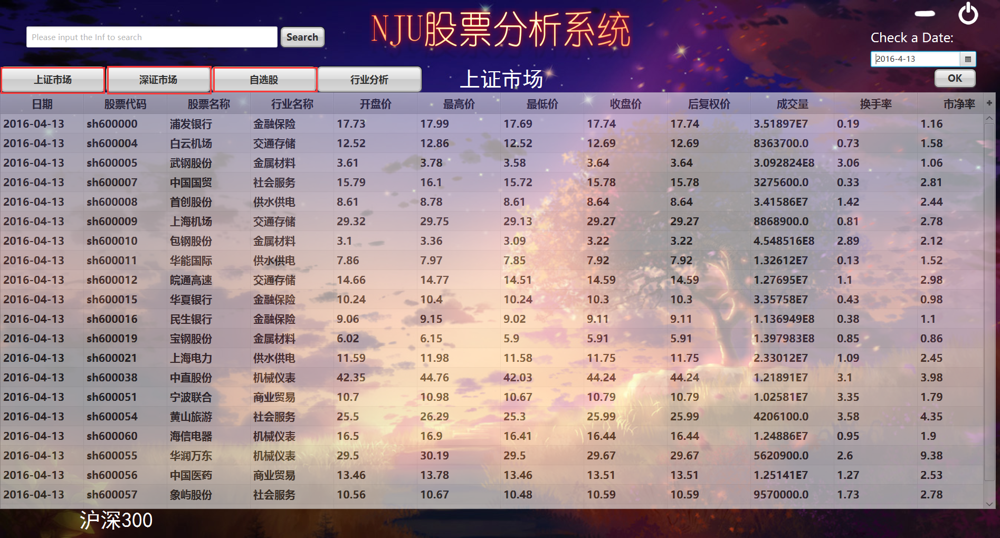 NJU股票分析系统
Please input the Inf to search Search
Check a Date:
2016-4-13
OK
上证市场 深证市场 自选股 行业分析 上证市场
日期 股票代码 股票名称 行业名称 开盘价 最高价 最低价 收盘价 后复权价 成交量 换手率 市净率 +
2016-04-13 sh600000 浦发银行 金融保险 17.73 17.99 17.69 17.74 17.74 3.51897E7 0.19 1.16
2016-04-13 sh600004 白云机场 交通存储 12.52 12.86 12.52 12.69 12.69 8363700.0 0.73 1.58
2016-04-13 sh600005 武钢股份 金属材料 3.61 3.78 3.58 3.64 3.64 3.092824E8 3.06 1.06
2016-04-13 sh600007 中国国贸 社会服务 15.79 16.1 15.72 15.78 15.78 3275600.0 0.33 2.81
2016-04-13 sh600008 首创股份 供水供电 8.61 8.78 8.61 8.64 8.64 3.41586E7 1.42 2.44
2016-04-13 sh600009 上海机场 交通存储 29.32 29.75 29.13 29.27 29.27 8868900.0 0.81 2.78
2016-04-13 sh600010 包钢股份 金属材料 3.1 3.36 3.09 3.22 3.22 4.548516E8 2.89 2.12
2016-04-13 sh600011 华能国际 供水供电 7.86 7.97 7.85 7.92 7.92 1.32612E7 0.13 1.52
2016-04-13 sh600012 皖通高速 交通存储 14.66 14.77 14.51 14.59 14.59 1.27695E7 1.1 2.98
2016-04-13 sh600015 华夏银行 金融保险 10.24 10.4 10.24 10.3 10.3 3.35758E7 0.43 0.98
2016-04-13 sh600016 民生银行 金融保险 9.06 9.15 9.02 9.11 9.11 1.136949E8 0.38 1.1
2016-04-13 sh600019 宝钢股份 金属材料 6.02 6.15 5.9 5.91 5.91 1.397983E8 0.85 0.86
2016-04-13 sh600021 上海电力 供水供电 11.59 11.98 11.58 11.75 11.75 2.33012E7 1.09 2.45
2016-04-13 sh600038 中直股份 机械仪表 42.35 44.76 42.03 44.24 44.24 1.21891E7 3.1 3.98
2016-04-13 sh600051 宁波联合 商业贸易 10.7 10.98 10.67 10.79 10.79 1.02581E7 3.35 1.79
2016-04-13 sh600054 黄山旅游 社会服务 25.5 26.29 25.3 25.99 25.99 4206100.0 3.58 4.35
2016-04-13 sh600060 海信电器 机械仪表 16.5 16.9 16.41 16.44 16.44 1.24886E7 0.95 1.9
2016-04-13 sh600055 华润万东 机械仪表 29.5 30.19 29.5 29.67 29.67 5620900.0 2.6 9.38
2016-04-13 sh600056 中国医药 商业贸易 13.46 13.78 13.46 13.51 13.51 1.25141E7 1.27 2.53
2016-04-13 sh600057 象屿股份 社会服务 10.56 10.67 10.48 10.59 10.59 9570000.0 1.73 2.78
沪深300